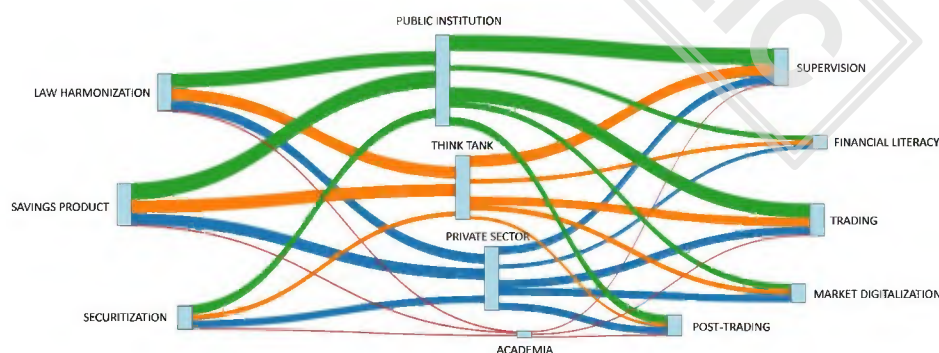 PUBLIC INSTITUTION
SUPERVISION
LAW HARMONIZATION
THINK TANK
FINANCIAL LITERACY
SAVINGS PRODUCT
TRADING
PRIVATE SECTOR
MARKET DIGITALIZATION
SECURITIZATION
POST-TRADING
ACADEMIA